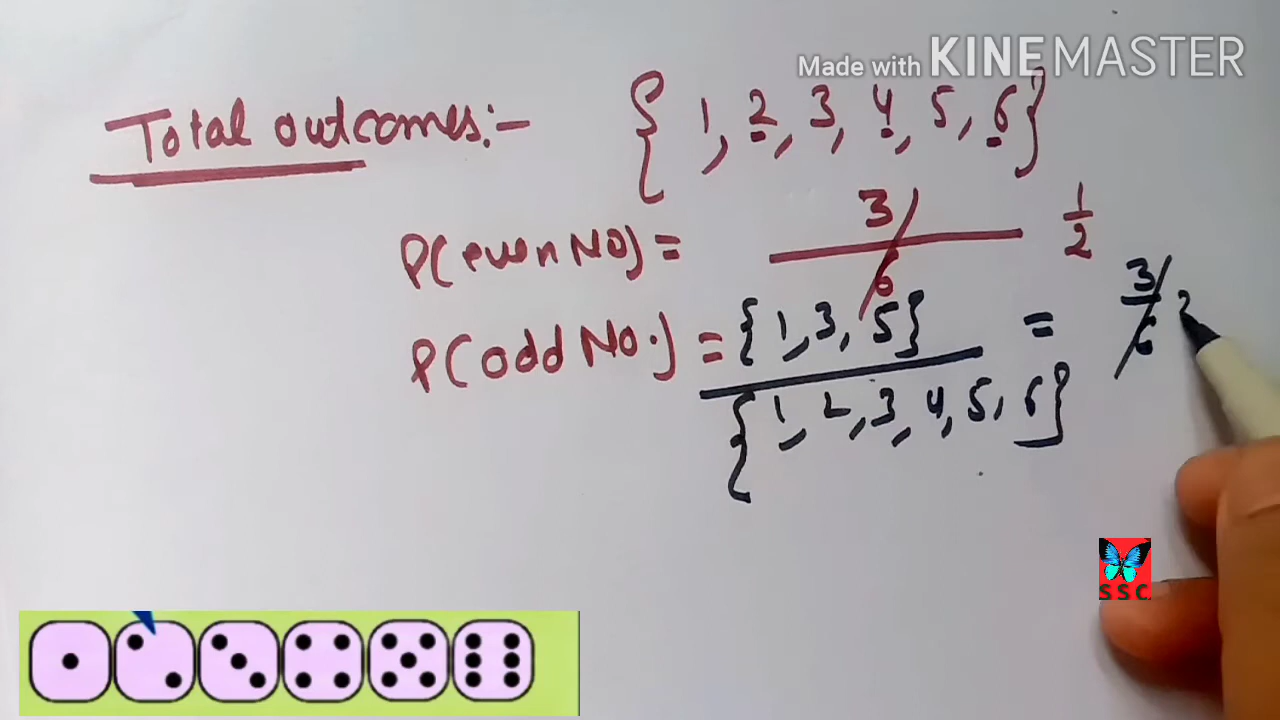 Made with KINEMASTER
Total outcomes:- { 1, 2, 3, 4, 5, 6 }
P(even NO) = 3/6 1/2
P(odd No.) = {1, 3, 5} / {1, 2, 3, 4, 5, 6} = 3/6
SSC